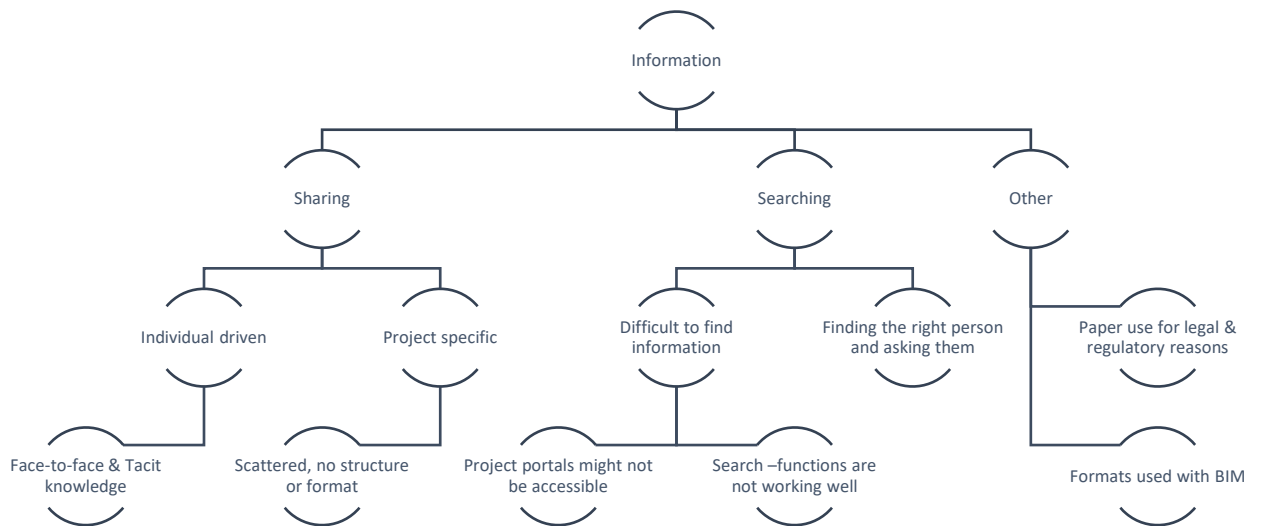 Information
Sharing
Searching
Other
Individual driven
Project specific
Difficult to find
information
Finding the right person
and asking them
Paper use for legal &
regulatory reasons
Face-to-face & Tacit
knowledge
Scattered, no structure
or format
Project portals might not
be accessible
Search –functions are
not working well
Formats used with BIM